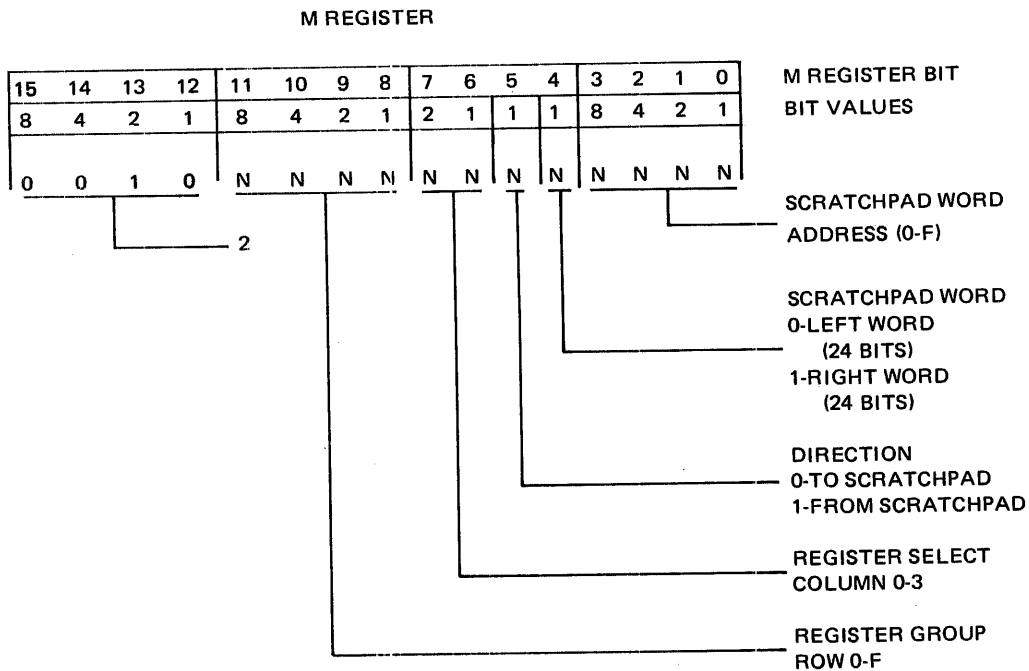 M REGISTER
15 14 13 12 11 10 9 8 7 6 5 4 3 2 1 0 M REGISTER BIT
8 4 2 1 8 4 2 1 2 1 1 1 8 4 2 1 BIT VALUES
0 0 1 0 N N N N N N N N N N N N
2
SCRATCHPAD WORD
ADDRESS (0-F)
SCRATCHPAD WORD
0-LEFT WORD
(24 BITS)
1-RIGHT WORD
(24 BITS)
DIRECTION
0-TO SCRATCHPAD
1-FROM SCRATCHPAD
REGISTER SELECT
COLUMN 0-3
REGISTER GROUP
ROW 0-F